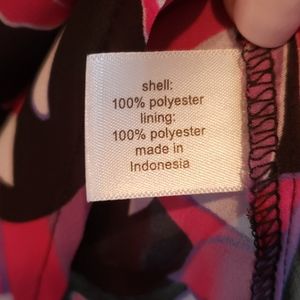 shell:
100% polyester
lining:
100% polyester
made in
Indonesia